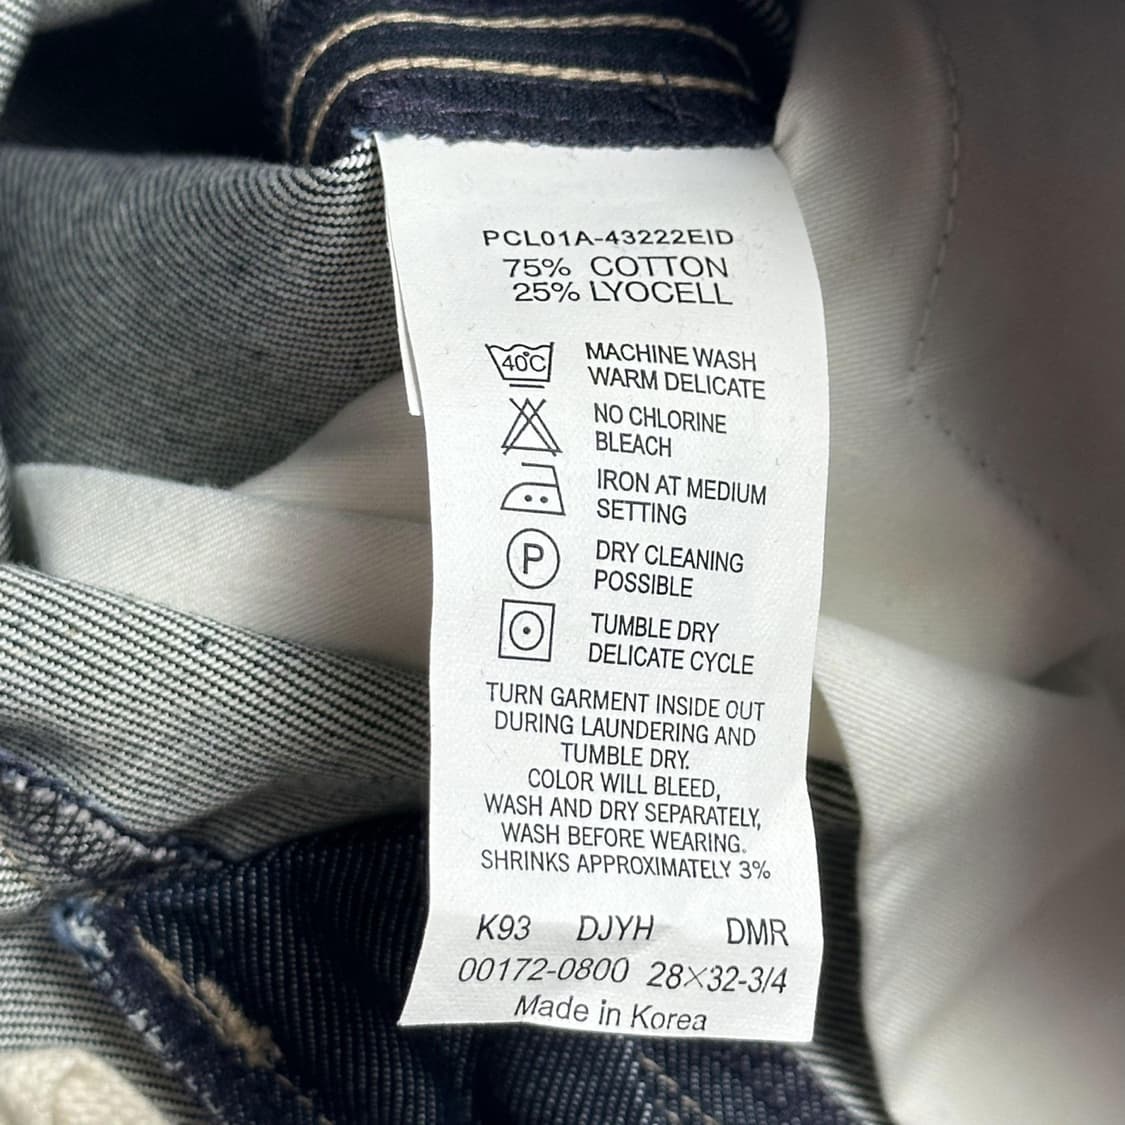 PCL01A-43222EID
75% COTTON
25% LYOCELL
40°C MACHINE WASH
WARM DELICATE
NO CHLORINE
BLEACH
IRON AT MEDIUM
SETTING
P DRY CLEANING
POSSIBLE
TUMBLE DRY
DELICATE CYCLE
TURN GARMENT INSIDE OUT
DURING LAUNDERING AND
TUMBLE DRY.
COLOR WILL BLEED,
WASH AND DRY SEPARATELY,
WASH BEFORE WEARING.
SHRINKS APPROXIMATELY 3%
K93 DJYH DMR
00172-0800 28×32-3/4
Made in Korea